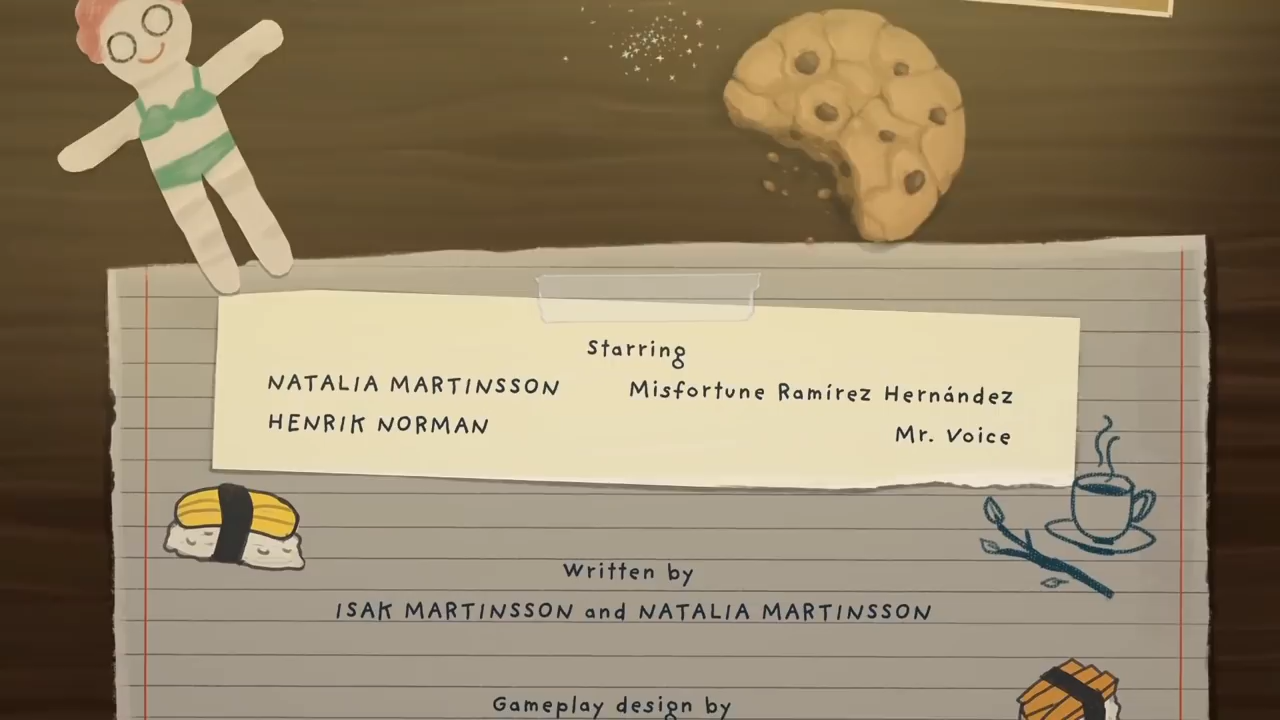 Starring
NATALIA MARTINSSON Misfortune Ramírez Hernández
HENRIK NORMAN Mr. Voice
Written by
ISAK MARTINSSON and NATALIA MARTINSSON
Gameplay design by